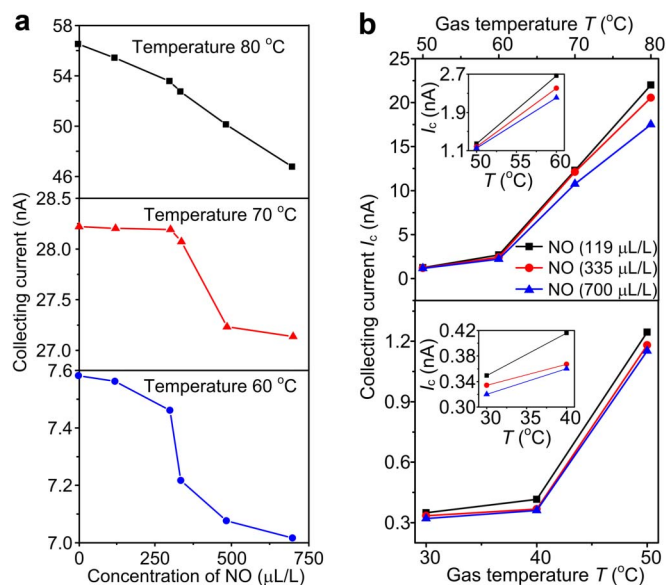 a
Temperature 80 °C
58
54
50
46
Temperature 70 °C
28.5
28.0
27.5
27.0
Temperature 60 °C
7.6
7.4
7.2
7.0
0 250 500 750
Concentration of NO (µL/L)
Collecting current (nA)
b
Gas temperature T (°C)
50 60 70 80
25
20
15
10
5
0
2.7
1.9
1.1
Ic (nA)
50 55 60
T (°C)
NO (119 µL/L)
NO (335 µL/L)
NO (700 µL/L)
Collecting current Ic (nA)
1.2
0.9
0.6
0.3
0.42
0.38
0.34
0.30
Ic (nA)
30 35 40
T (°C)
30 40 50
Gas temperature T (°C)